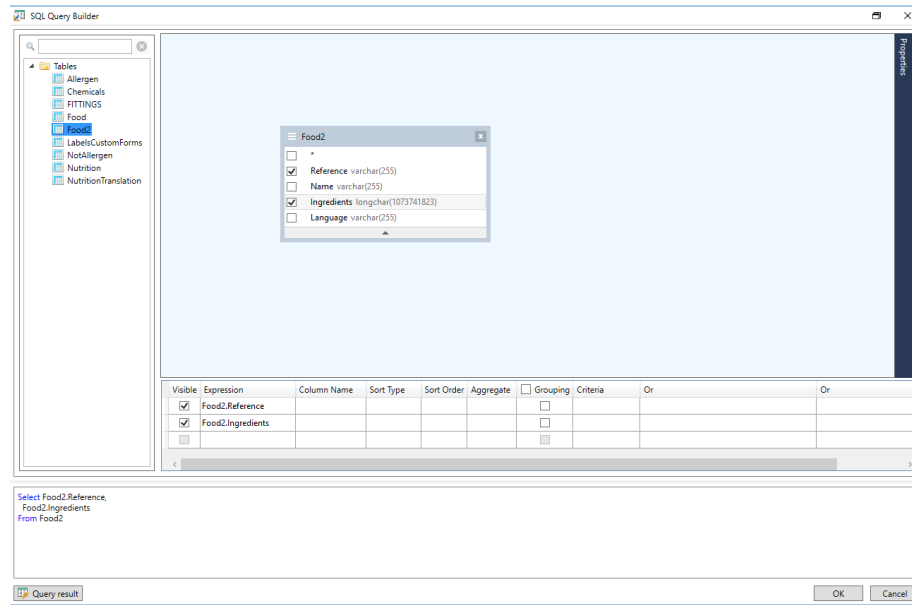 SQL Query Builder
Tables
Allergen
Chemicals
FITTINGS
Food
Food2
LabelsCustomForms
NotAllergen
Nutrition
NutritionTranslation
Food2
*
Reference varchar(255)
Name varchar(255)
Ingredients longchar(1073741823)
Language varchar(255)
Properties
Visible Expression Column Name Sort Type Sort Order Aggregate Grouping Criteria Or Or
Food2.Reference
Food2.Ingredients
Select Food2.Reference,
Food2.Ingredients
From Food2
Query result OK Cancel